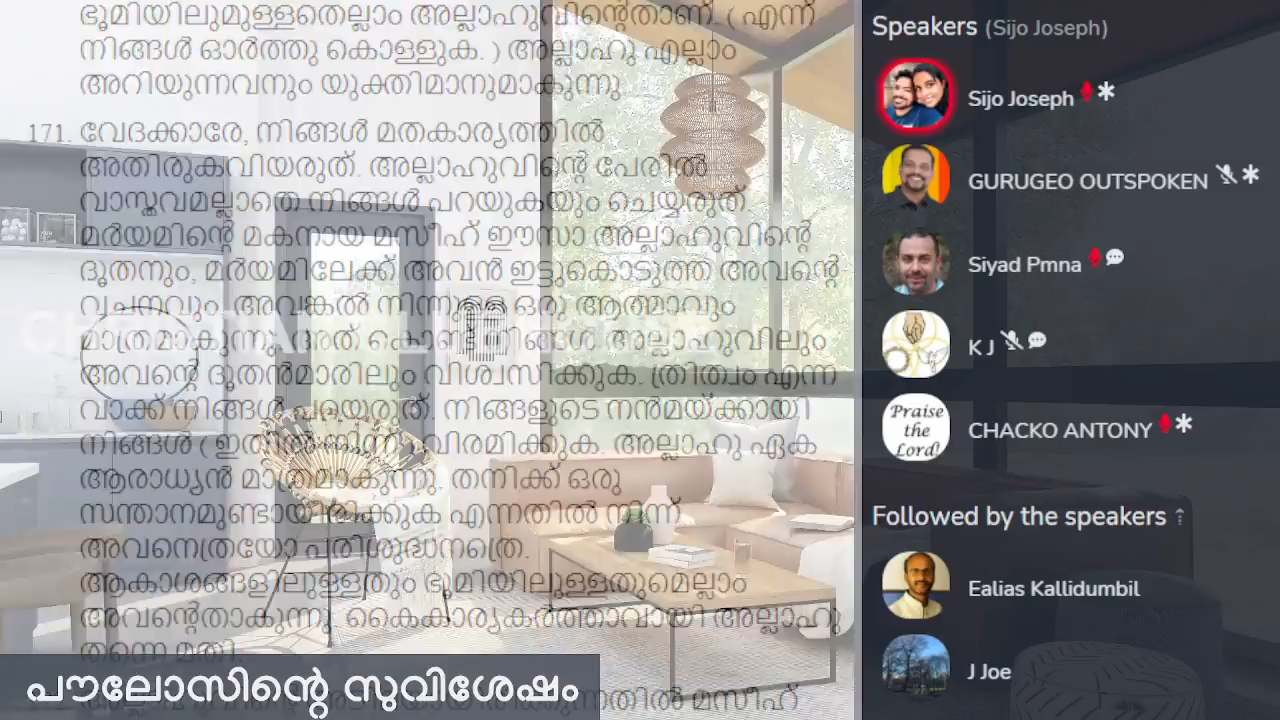 ഭൂമിയിലുമുള്ളതെല്ലാം അല്ലാഹുവിന്റെതാണ്. ( എന്ന്
നിങ്ങൾ ഓർത്തു കൊള്ളുക. ) അല്ലാഹു എല്ലാം
അറിയുന്നവനും യുക്തിമാനുമാകുന്നു
171. വേദക്കാരേ, നിങ്ങൾ മതകാര്യത്തിൽ
അതിരുകവിയരുത്. അല്ലാഹുവിന്റെ പേരിൽ
വാസ്തവമല്ലാതെ നിങ്ങൾ പറയുകയും ചെയ്യരുത്
മർയമിന്റെ മകനായ മസീഹ് ഈസാ അല്ലാഹുവിന്റെ
ദൂതനും, മർയമിലേക്ക് അവൻ ഇട്ടുകൊടുത്ത അവന്റെ
വചനവും, അവങ്കൽ നിന്നുള്ള ഒരു ആത്മാവും
മാത്രമാകുന്നു. അത് കൊണ്ട് നിങ്ങൾ അല്ലാഹുവിലും
അവന്റെ ദൂതൻമാരിലും വിശ്വസിക്കുക. ത്രിത്വം എന്ന
വാക്ക് നിങ്ങൾ പറയരുത്. നിങ്ങളുടെ നൻമയ്ക്കായി
നിങ്ങൾ ( ഇതിൽ നിന്ന് ) വിരമിക്കുക. അല്ലാഹു ഏക
ആരാധ്യൻ മാത്രമാകുന്നു. തനിക്ക് ഒരു
സന്താനമുണ്ടായിരിക്കുക എന്നതിൽ നിന്ന്
അവനെത്രയോ പരിശുദ്ധനത്രെ.
ആകാശങ്ങളിലുള്ളതും ഭൂമിയിലുള്ളതുമെല്ലാം
അവന്റെതാകുന്നു. കൈകാര്യകർത്താവായി അല്ലാഹു
തന്നെ മതി.
മസീഹ്
പൗലോസിന്റെ സുവിശേഷം
Speakers (Sijo Joseph)
Sijo Joseph
GURUGEO OUTSPOKEN
Siyad Pmna
K J
Praise
the
Lord!
CHACKO ANTONY
Followed by the speakers
Ealias Kallidumbil
J Joe